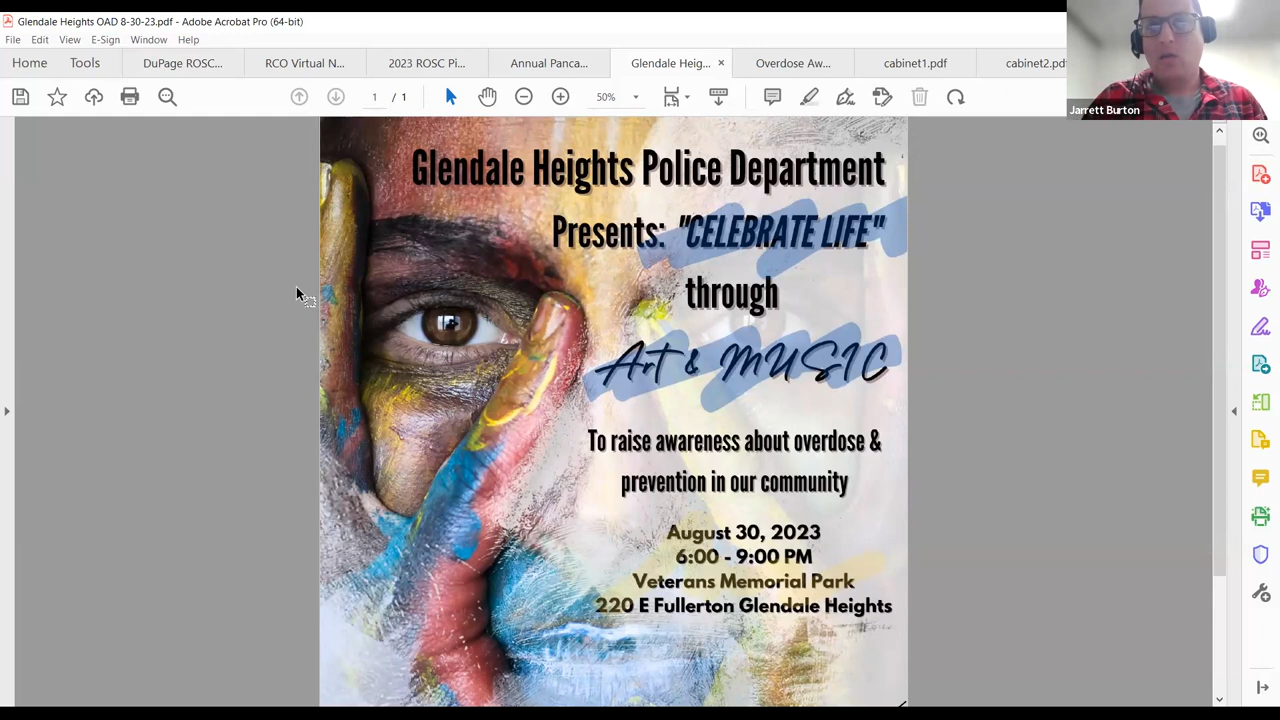 Glendale Heights OAD 8-30-23.pdf - Adobe Acrobat Pro (64-bit)
File Edit View E-Sign Window Help
Home Tools DuPage ROSC... RCO Virtual N... 2023 ROSC Pi... Annual Panca... Glendale Heig... × Overdose Aw... cabinet1.pdf cabinet2.pdf
1 / 1 50%
Jarrett Burton
Glendale Heights Police Department
Presents: "CELEBRATE LIFE"
through
Art & MUSIC
To raise awareness about overdose &
prevention in our community
August 30, 2023
6:00 - 9:00 PM
Veterans Memorial Park
220 E Fullerton Glendale Heights